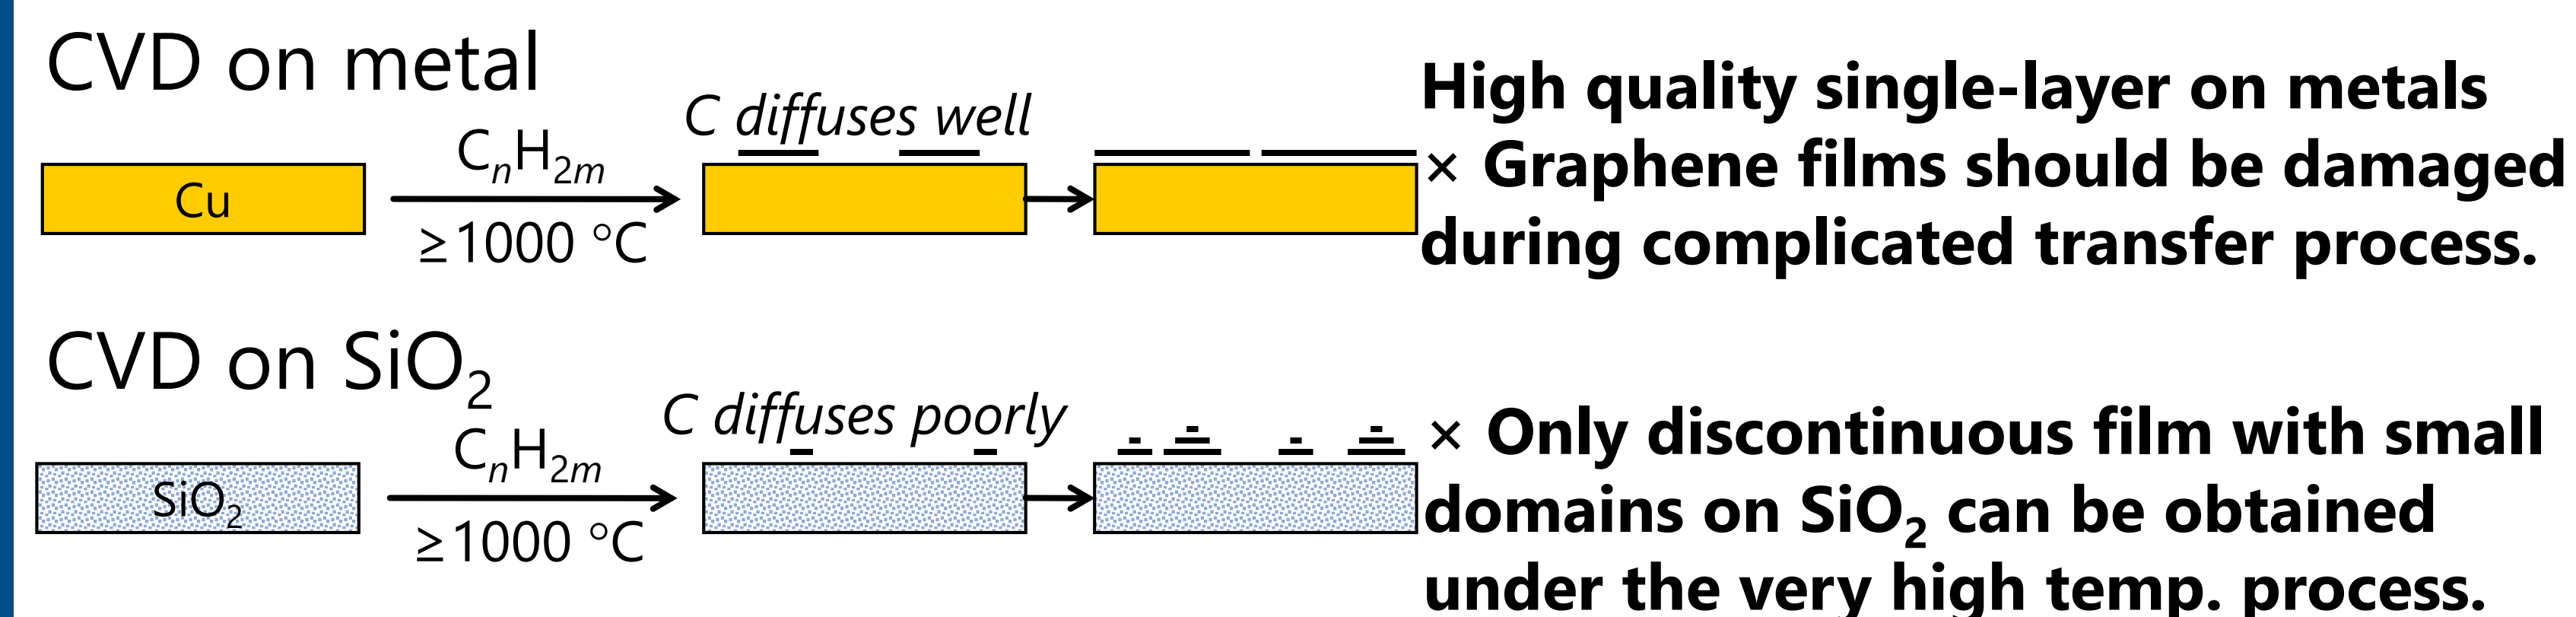 CVD on metal
Cu
CₙH₂ₘ
≥1000 °C
C diffuses well
High quality single-layer on metals
× Graphene films should be damaged
during complicated transfer process.
CVD on SiO₂
SiO₂
CₙH₂ₘ
≥1000 °C
C diffuses poorly
× Only discontinuous film with small
domains on SiO₂ can be obtained
under the very high temp. process.